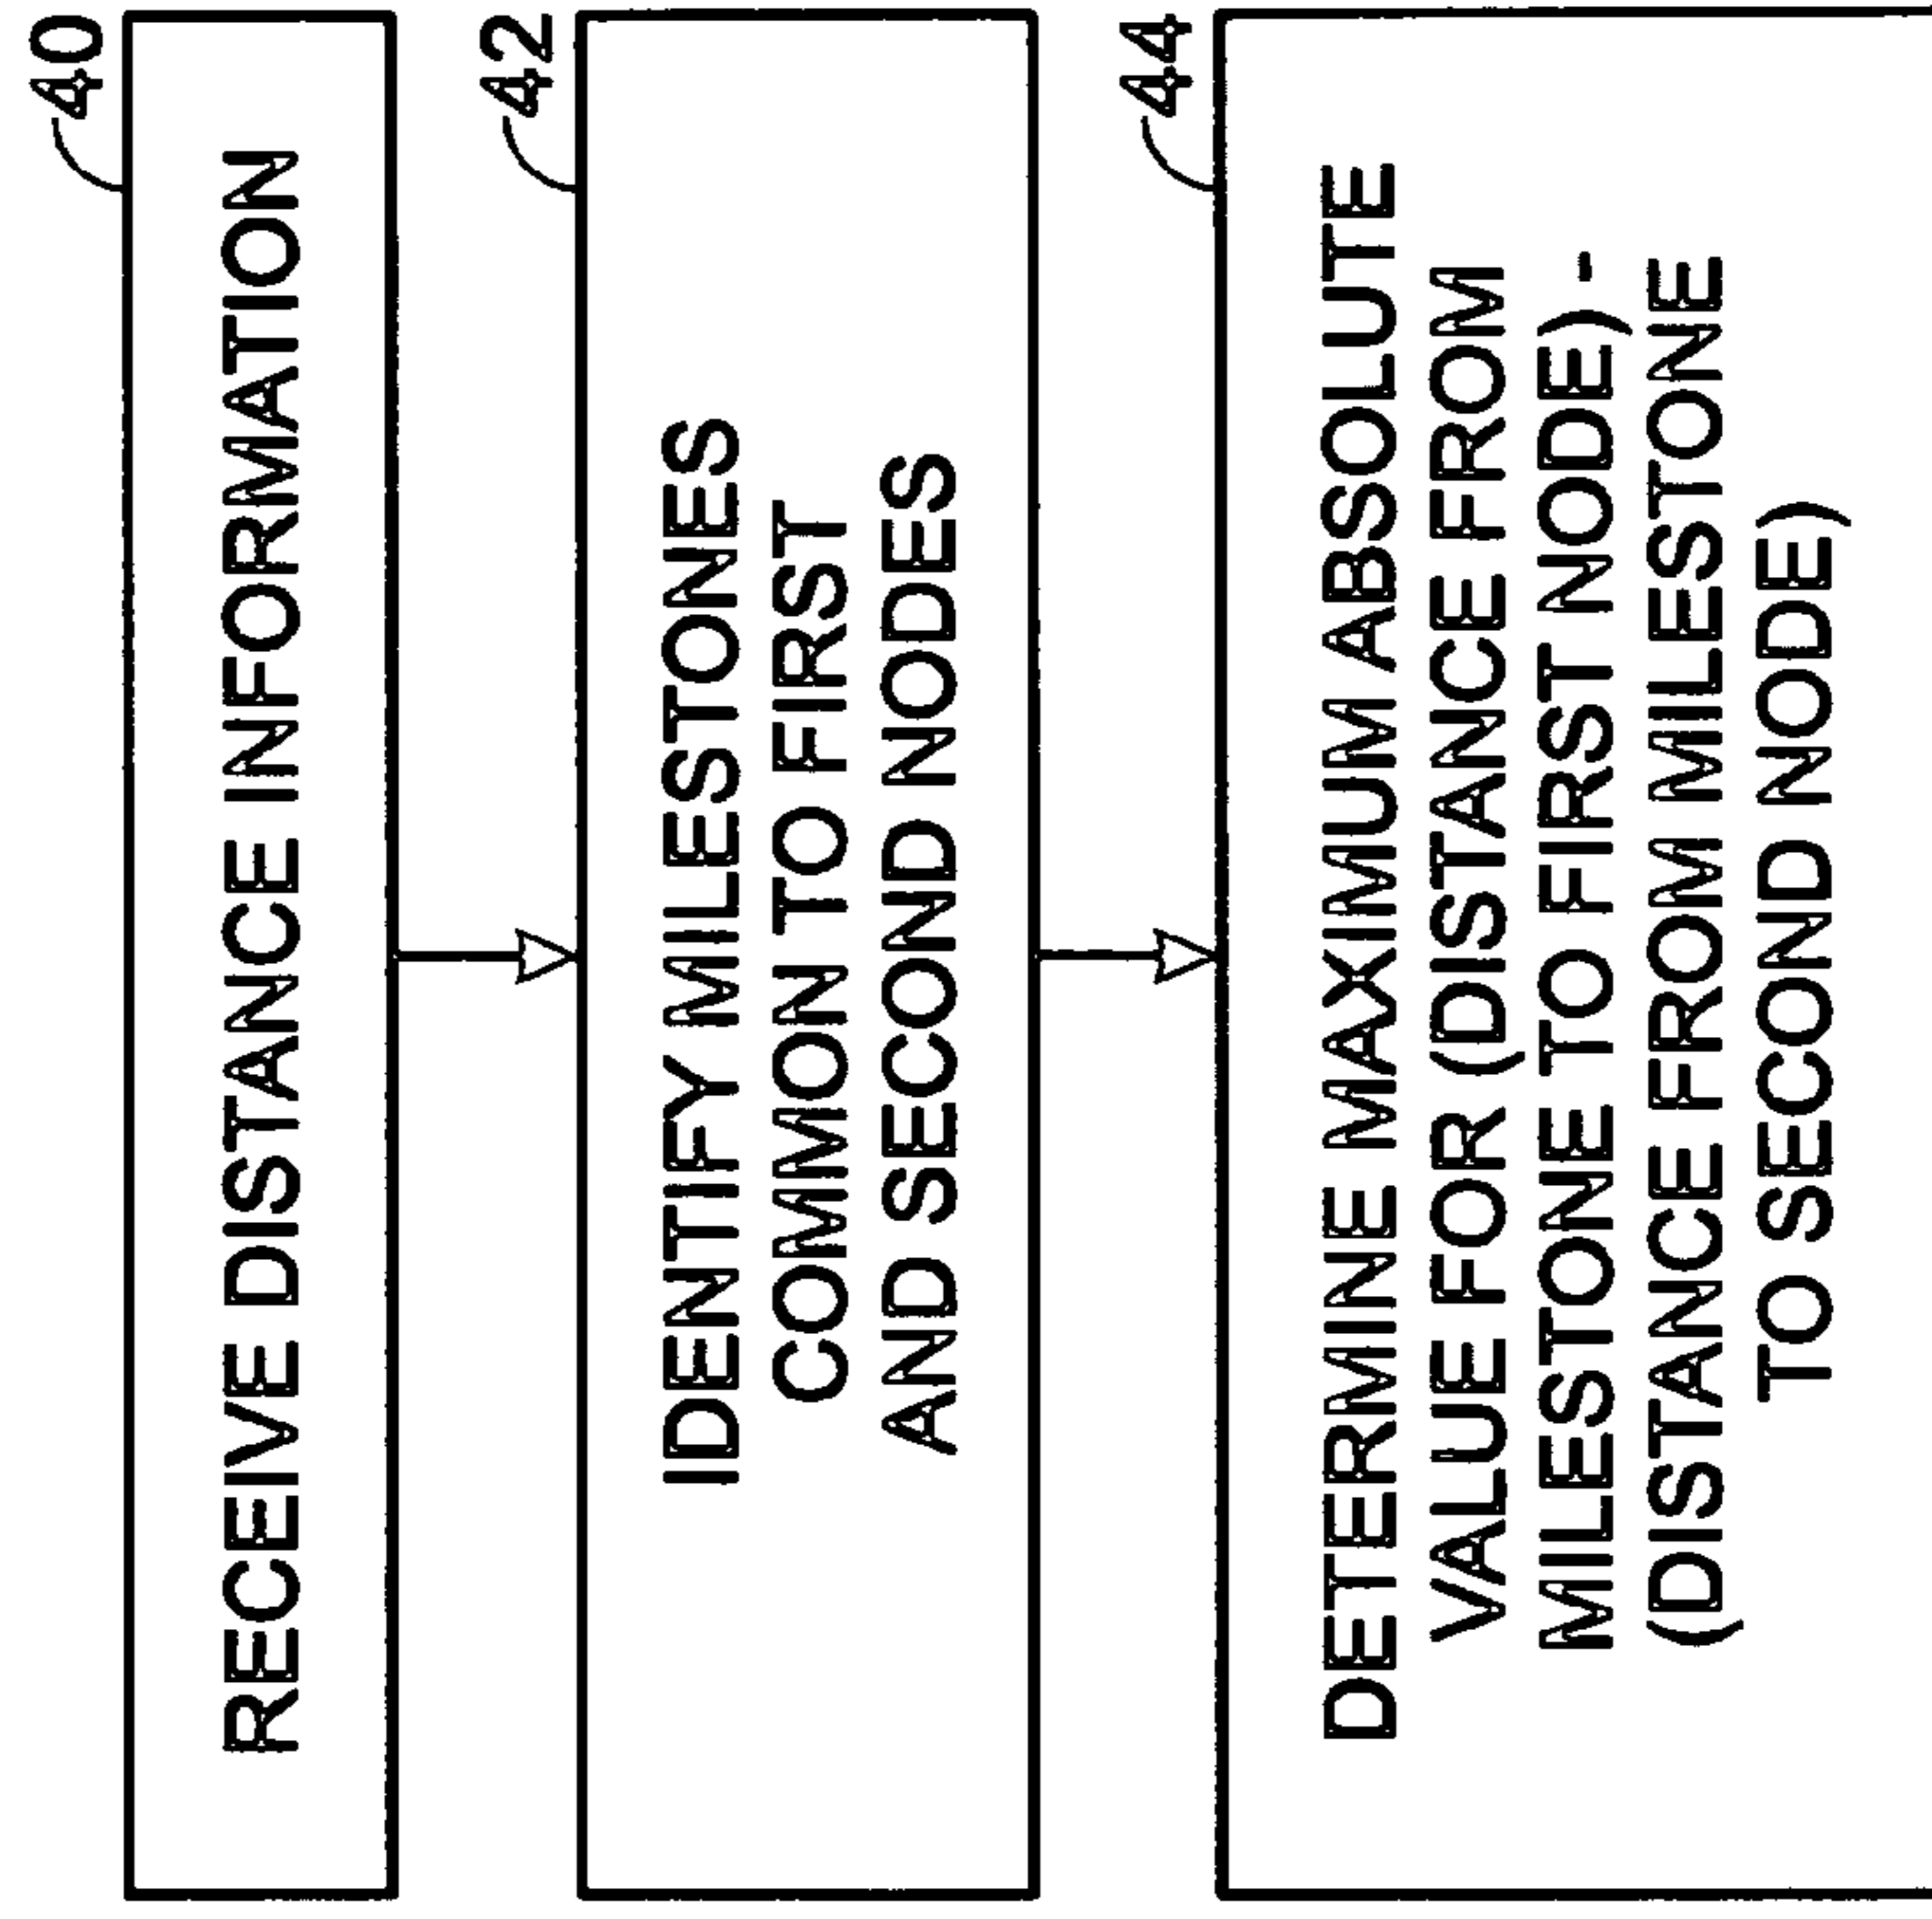 40
RECEIVE DISTANCE INFORMATION
42
IDENTIFY MILESTONES
COMMON TO FIRST
AND SECOND NODES
44
DETERMINE MAXIMUM ABSOLUTE
VALUE FOR (DISTANCE FROM
MILESTONE TO FIRST NODE) -
(DISTANCE FROM MILESTONE
TO SECOND NODE)